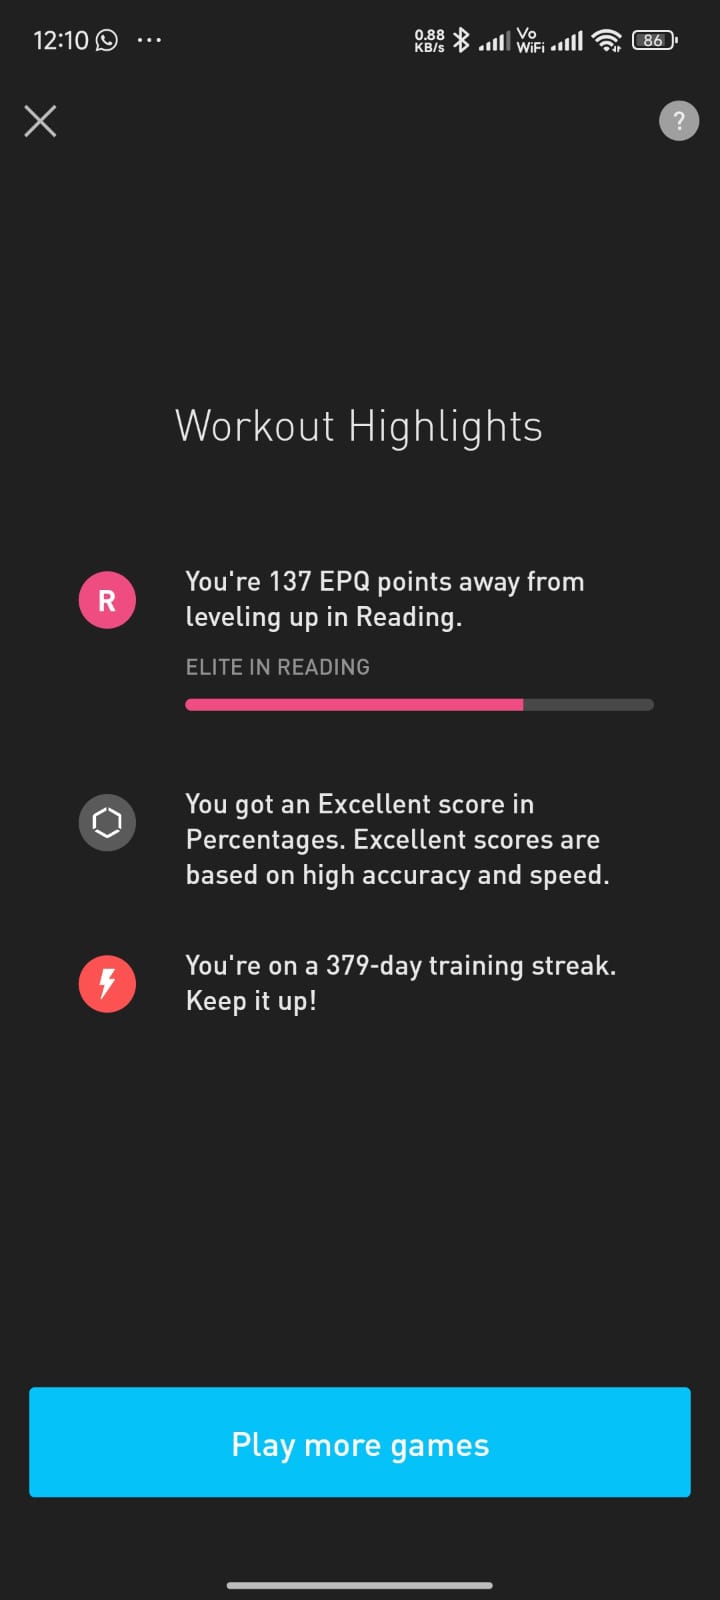 12:10 ...
0.88
KB/s
Vo
WiFi
86
?
Workout Highlights
R
You're 137 EPQ points away from
leveling up in Reading.
ELITE IN READING
You got an Excellent score in
Percentages. Excellent scores are
based on high accuracy and speed.
You're on a 379-day training streak.
Keep it up!
Play more games